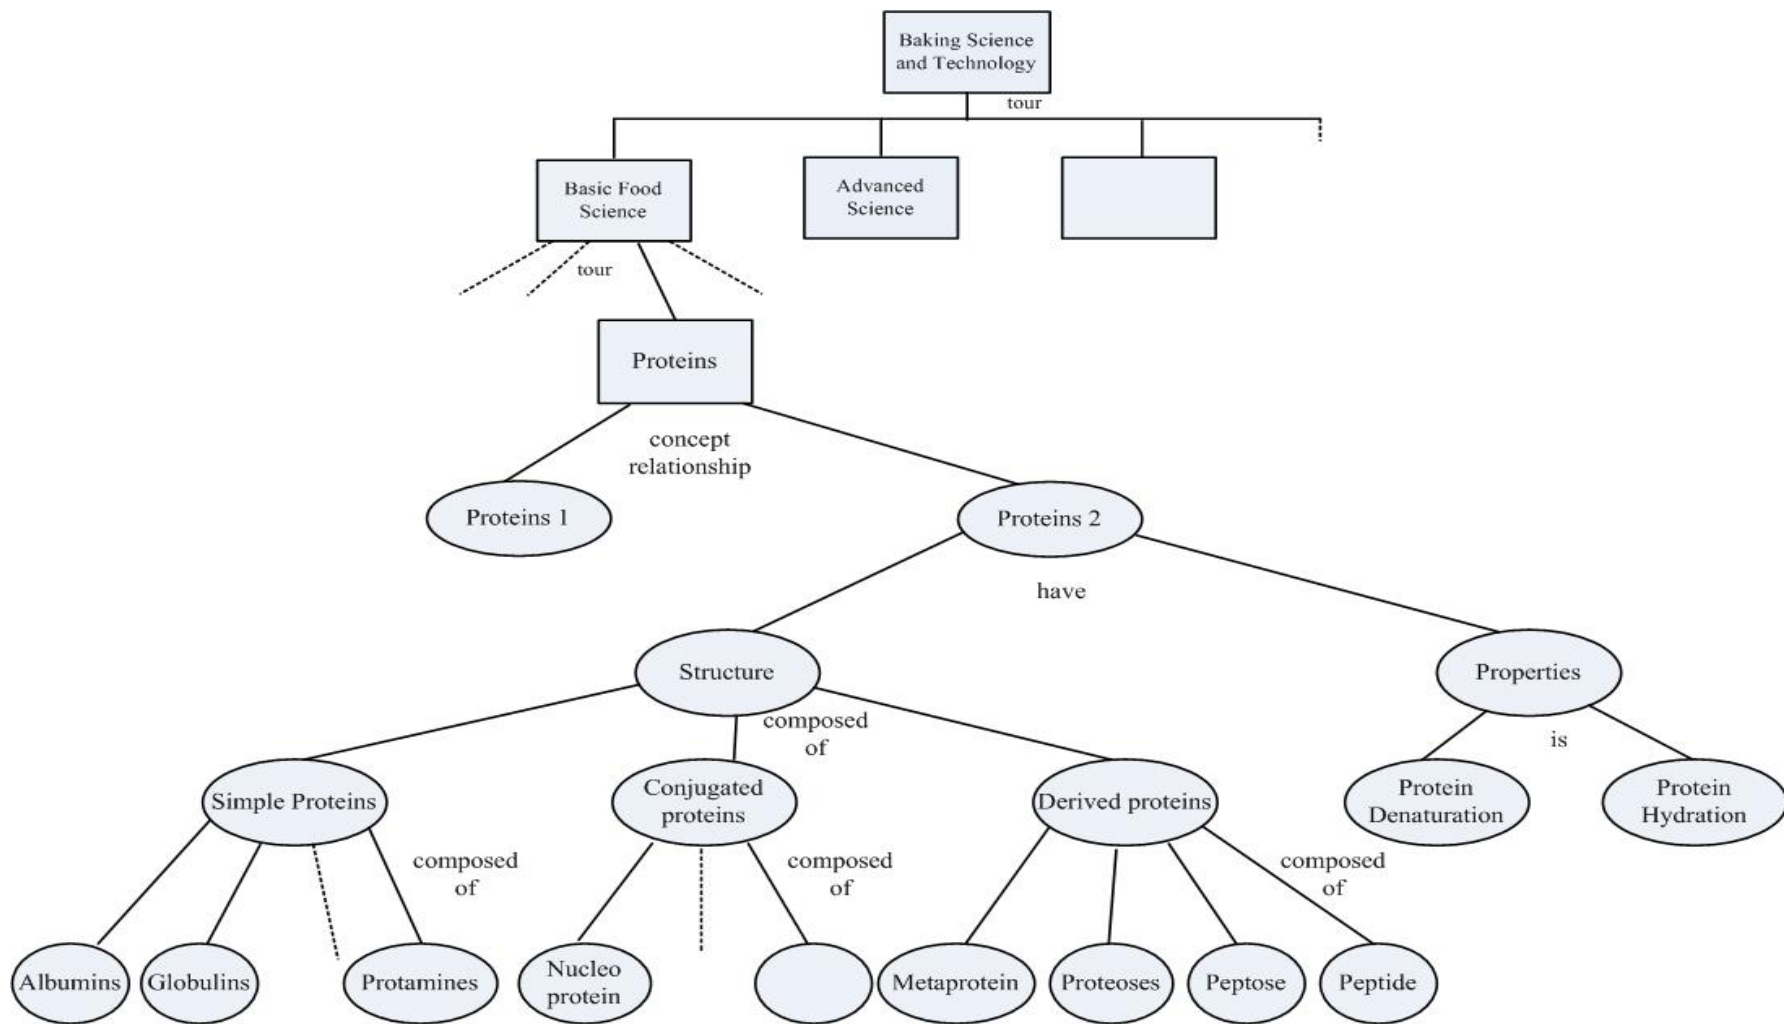 Baking Science
and Technology
tour
Basic Food
Science
Advanced
Science
tour
Proteins
concept
relationship
Proteins 1
Proteins 2
have
Structure
Properties
composed
of
is
Simple Proteins
Conjugated
proteins
Derived proteins
Protein
Denaturation
Protein
Hydration
composed
of
composed
of
composed
of
Albumins
Globulins
Protamines
Nucleo
protein
Metaprotein
Proteoses
Peptose
Peptide